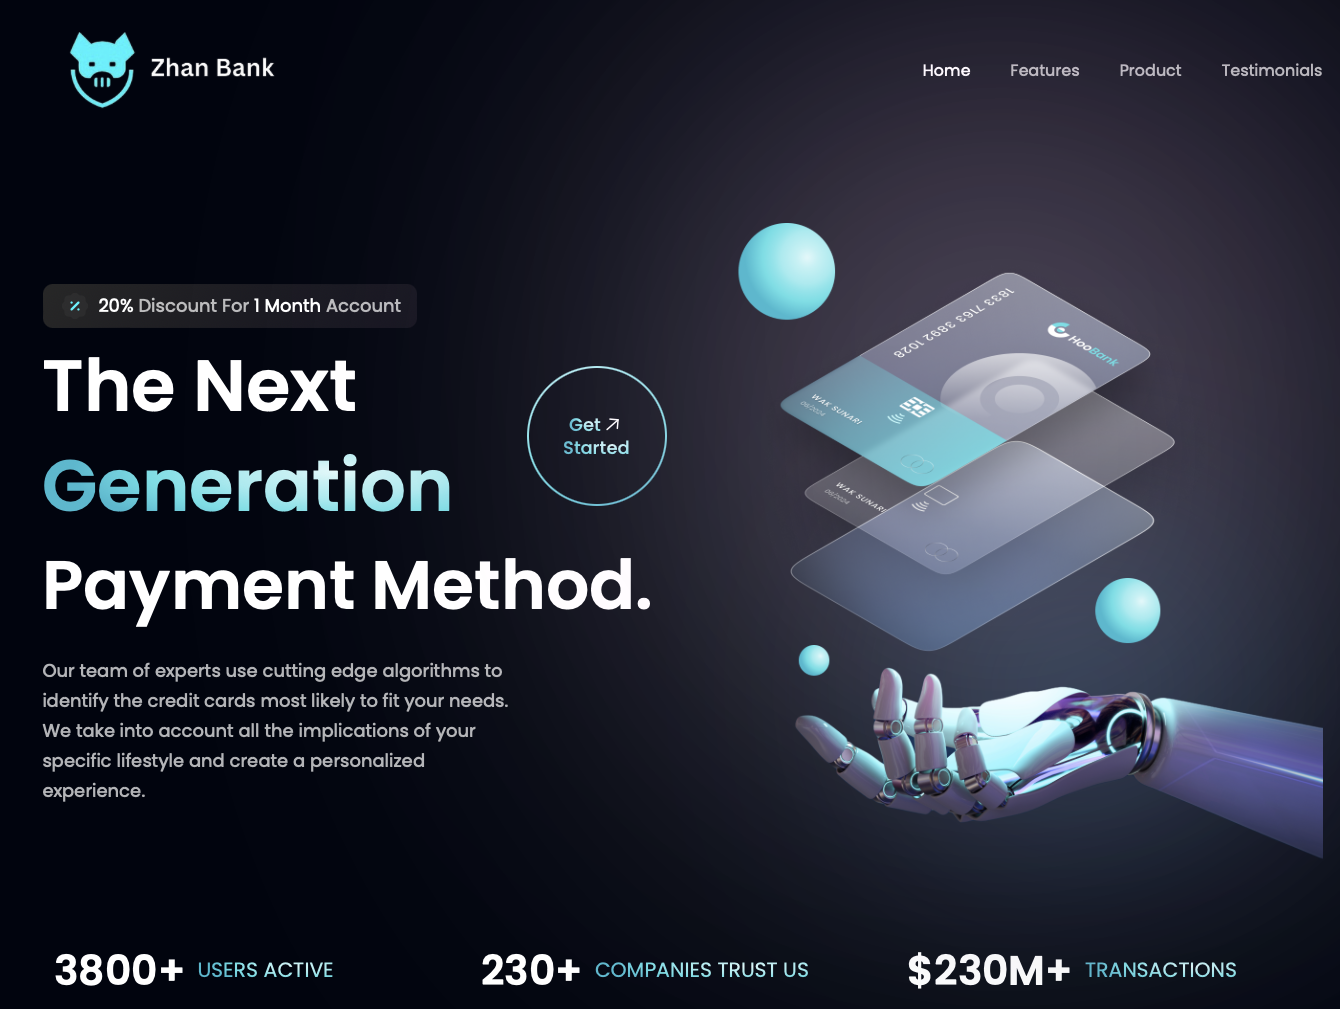 Zhan Bank
Home Features Product Testimonials
20% Discount For 1 Month Account
The Next
Generation
Payment Method.
Get
Started
Our team of experts use cutting edge algorithms to
identify the credit cards most likely to fit your needs.
We take into account all the implications of your
specific lifestyle and create a personalized
experience.
1833 7163 3892 1028
HooBank
WAK SUNARI
06/2024
WAK SUNARI
06/2024
3800+ USERS ACTIVE
230+ COMPANIES TRUST US
$230M+ TRANSACTIONS